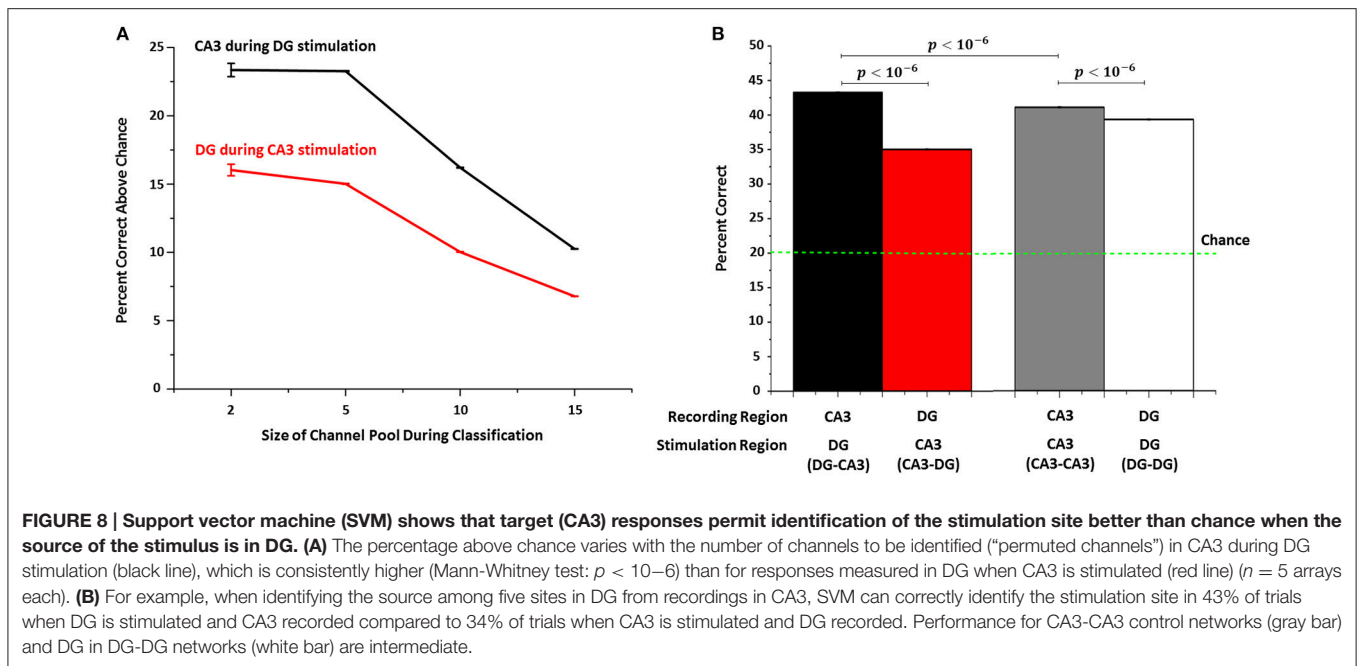 A
25
20
15
10
5
0
Percent Correct Above Chance
CA3 during DG stimulation
DG during CA3 stimulation
2 5 10 15
Size of Channel Pool During Classification
B
50
45
40
35
30
25
20
15
10
5
0
Percent Correct
p < 10⁻⁶
p < 10⁻⁶ p < 10⁻⁶
Chance
Recording Region CA3 DG CA3 DG
Stimulation Region DG CA3 CA3 DG
(DG-CA3) (CA3-DG) (CA3-CA3) (DG-DG)
FIGURE 8 | Support vector machine (SVM) shows that target (CA3) responses permit identification of the stimulation site better than chance when the
source of the stimulus is in DG. (A) The percentage above chance varies with the number of channels to be identified (“permuted channels”) in CA3 during DG
stimulation (black line), which is consistently higher (Mann-Whitney test: p < 10−6) than for responses measured in DG when CA3 is stimulated (red line) (n = 5 arrays
each). (B) For example, when identifying the source among five sites in DG from recordings in CA3, SVM can correctly identify the stimulation site in 43% of trials
when DG is stimulated and CA3 recorded compared to 34% of trials when CA3 is stimulated and DG recorded. Performance for CA3-CA3 control networks (gray bar)
and DG in DG-DG networks (white bar) are intermediate.